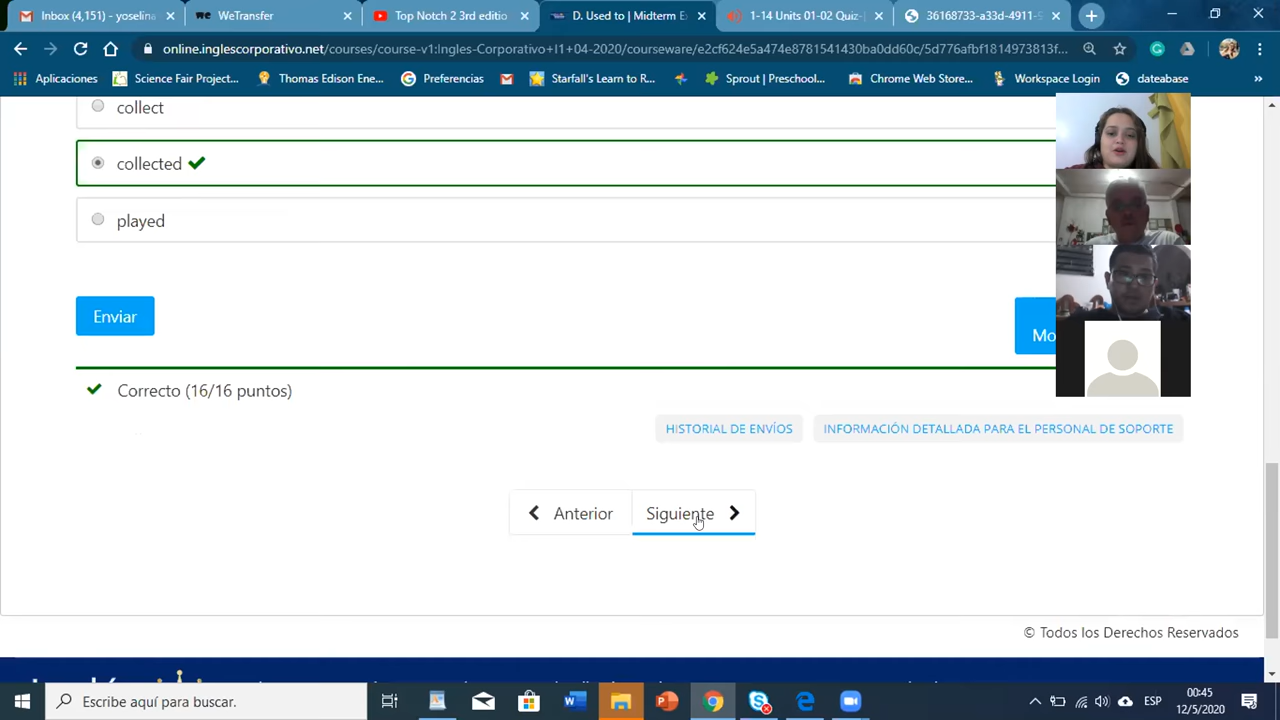 Inbox (4,151) - yoselina
WeTransfer
Top Notch 2 3rd editio
D. Used to | Midterm E
1-14 Units 01-02 Quiz-
36168733-a33d-4911-9
online.inglescorporativo.net/courses/course-v1:Ingles-Corporativo+I1+04-2020/courseware/e2cf624e5a474e8781541430ba0dd60c/5d776afbf1814973813f...
Aplicaciones
Science Fair Project...
Thomas Edison Ene...
Preferencias
Starfall's Learn to R...
Sprout | Preschool...
Chrome Web Store...
Workspace Login
dateabase
»
collect
collected
played
Enviar
Mo
Correcto (16/16 puntos)
HISTORIAL DE ENVÍOS
INFORMACIÓN DETALLADA PARA EL PERSONAL DE SOPORTE
Anterior
Siguiente
© Todos los Derechos Reservados
Escribe aquí para buscar.
ESP
00:45
12/5/2020